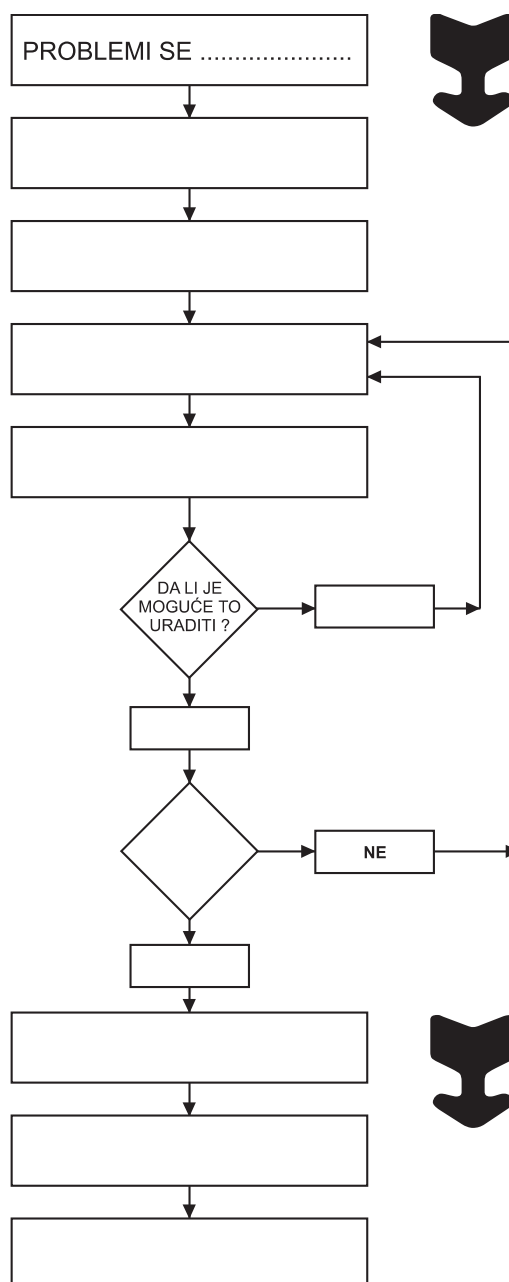 PROBLEMI SE ......................
DA LI JE
MOGUĆE TO
URADITI ?
NE